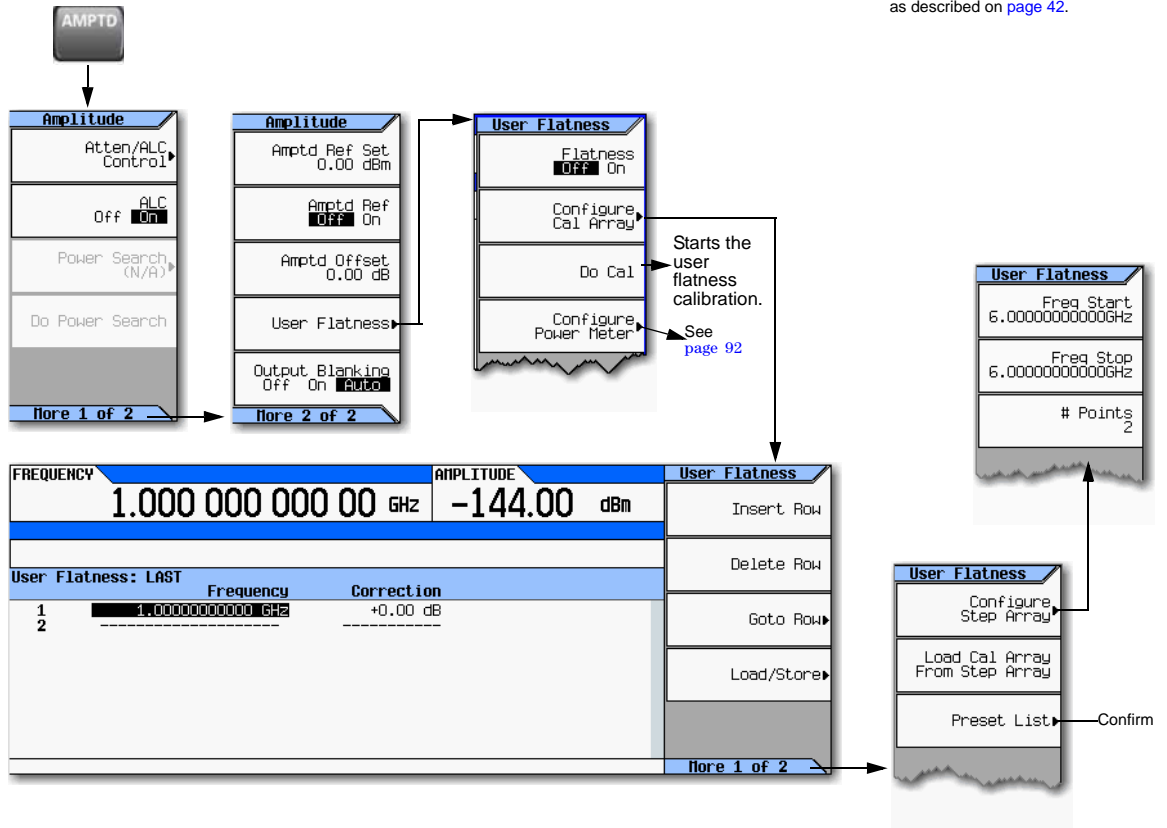 as described on page 42.
AMPTD
Amplitude
Atten/ALC
Control
ALC
Off On
Power Search
(N/A)
Do Power Search
More 1 of 2
Amplitude
Amptd Ref Set
0.00 dBm
Amptd Ref
Off On
Amptd Offset
0.00 dB
User Flatness
Output Blanking
Off On Auto
More 2 of 2
User Flatness
Flatness
Off On
Configure
Cal Array
Do Cal
Configure
Power Meter
Starts the
user
flatness
calibration.
See
page 92
User Flatness
Freq Start
6.00000000000GHz
Freq Stop
6.00000000000GHz
# Points
2
FREQUENCY
1.000 000 000 00 GHz
AMPLITUDE
-144.00 dBm
User Flatness: LAST
Frequency Correction
1 1.00000000000 GHz +0.00 dB
2 -------------------- -----------
User Flatness
Insert Row
Delete Row
Goto Row
Load/Store
More 1 of 2
User Flatness
Configure
Step Array
Load Cal Array
From Step Array
Preset List
Confirm